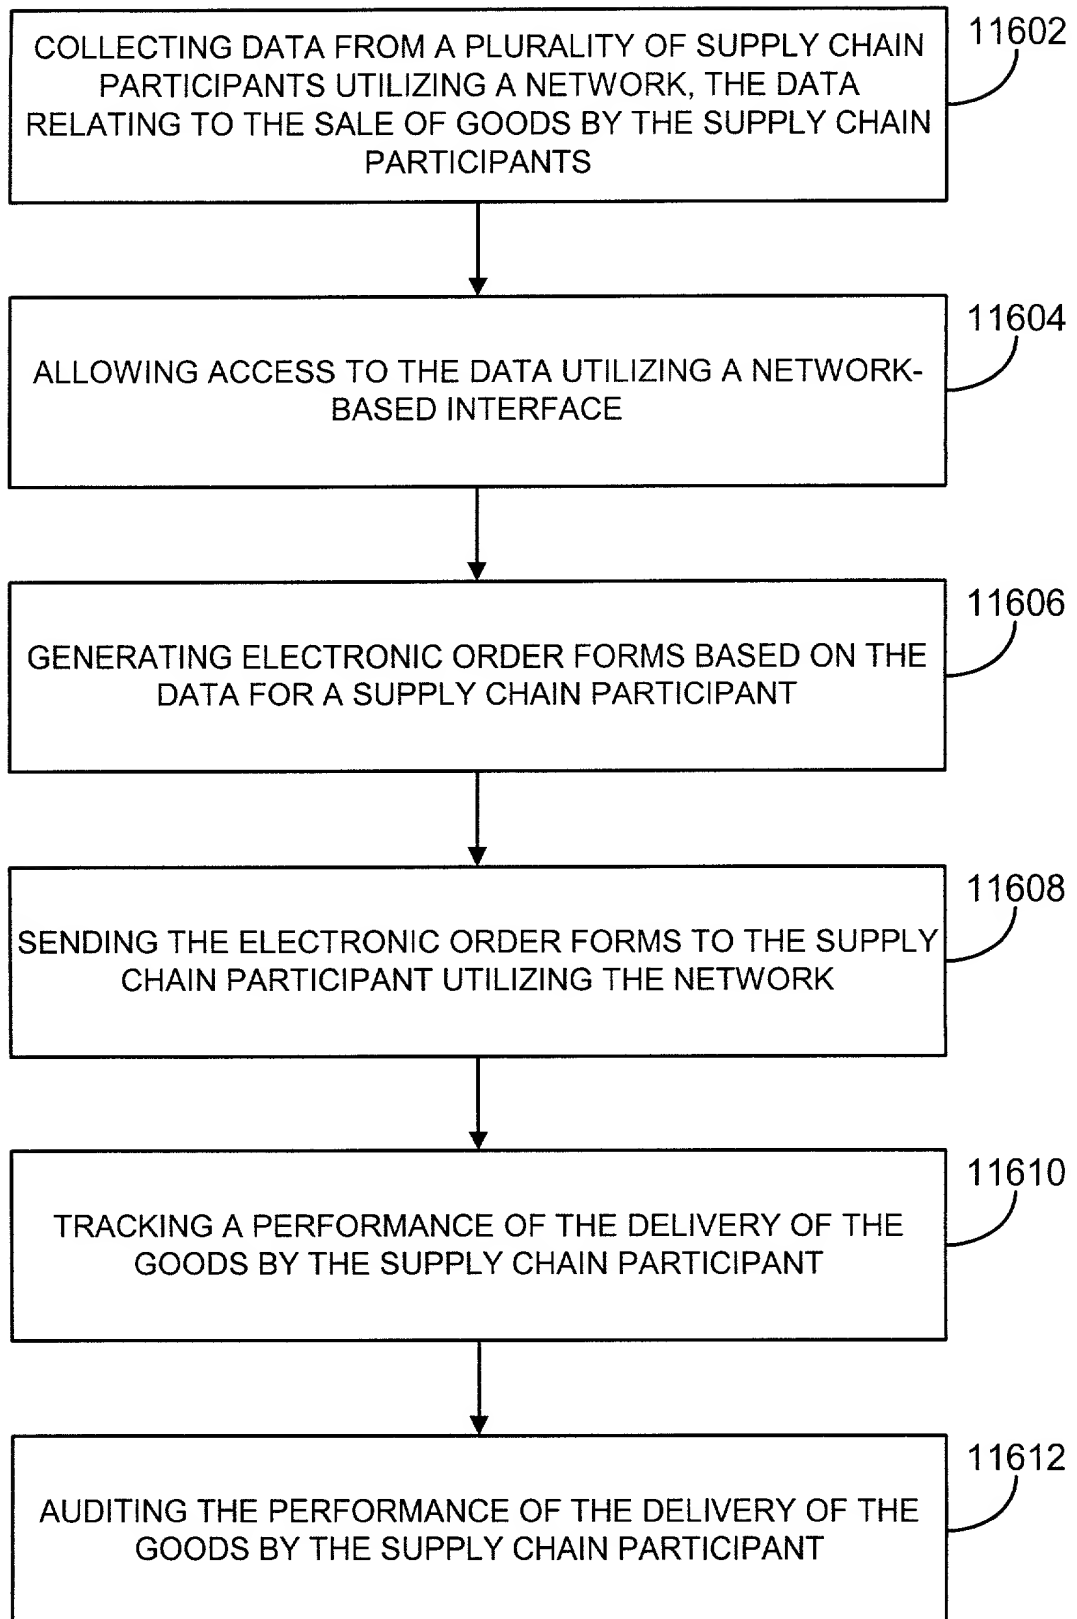 COLLECTING DATA FROM A PLURALITY OF SUPPLY CHAIN
PARTICIPANTS UTILIZING A NETWORK, THE DATA
RELATING TO THE SALE OF GOODS BY THE SUPPLY CHAIN
PARTICIPANTS
11602
ALLOWING ACCESS TO THE DATA UTILIZING A NETWORK-
BASED INTERFACE
11604
GENERATING ELECTRONIC ORDER FORMS BASED ON THE
DATA FOR A SUPPLY CHAIN PARTICIPANT
11606
SENDING THE ELECTRONIC ORDER FORMS TO THE SUPPLY
CHAIN PARTICIPANT UTILIZING THE NETWORK
11608
TRACKING A PERFORMANCE OF THE DELIVERY OF THE
GOODS BY THE SUPPLY CHAIN PARTICIPANT
11610
AUDITING THE PERFORMANCE OF THE DELIVERY OF THE
GOODS BY THE SUPPLY CHAIN PARTICIPANT
11612